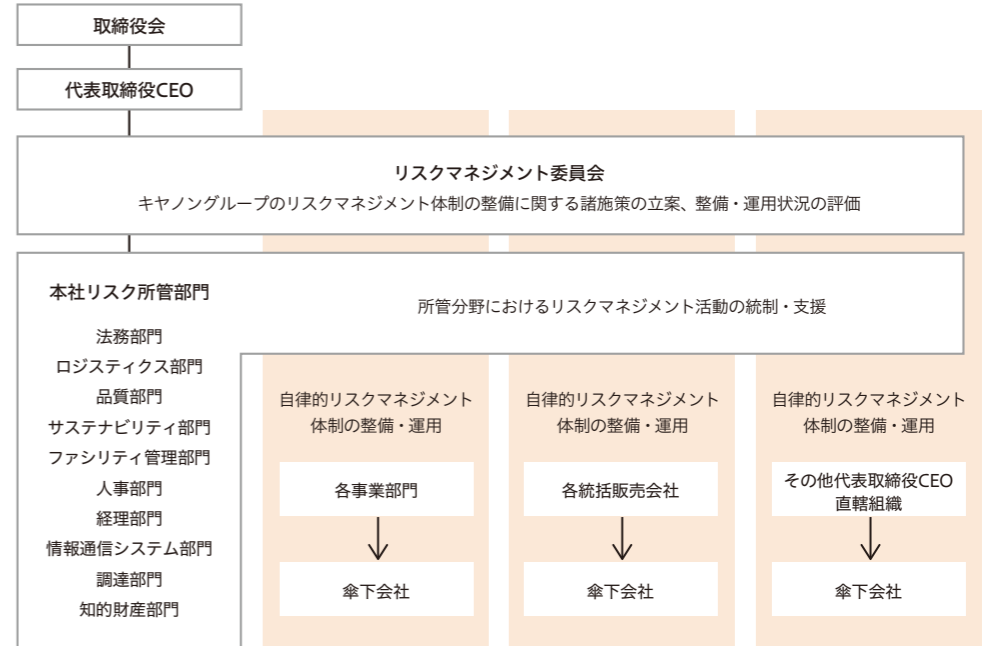 取締役会
代表取締役CEO
リスクマネジメント委員会
キヤノングループのリスクマネジメント体制の整備に関する諸施策の立案、整備・運用状況の評価
本社リスク所管部門
法務部門
ロジスティクス部門
品質部門
サステナビリティ部門
ファシリティ管理部門
人事部門
経理部門
情報通信システム部門
調達部門
知的財産部門
所管分野におけるリスクマネジメント活動の統制・支援
自律的リスクマネジメント
体制の整備・運用
各事業部門
傘下会社
自律的リスクマネジメント
体制の整備・運用
各統括販売会社
傘下会社
自律的リスクマネジメント
体制の整備・運用
その他代表取締役CEO
直轄組織
傘下会社